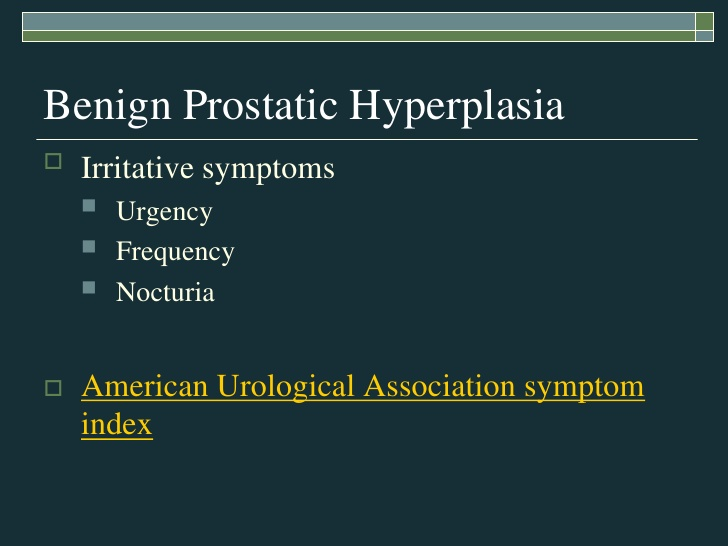 Benign Prostatic Hyperplasia
Irritative symptoms
Urgency
Frequency
Nocturia
American Urological Association symptom
index